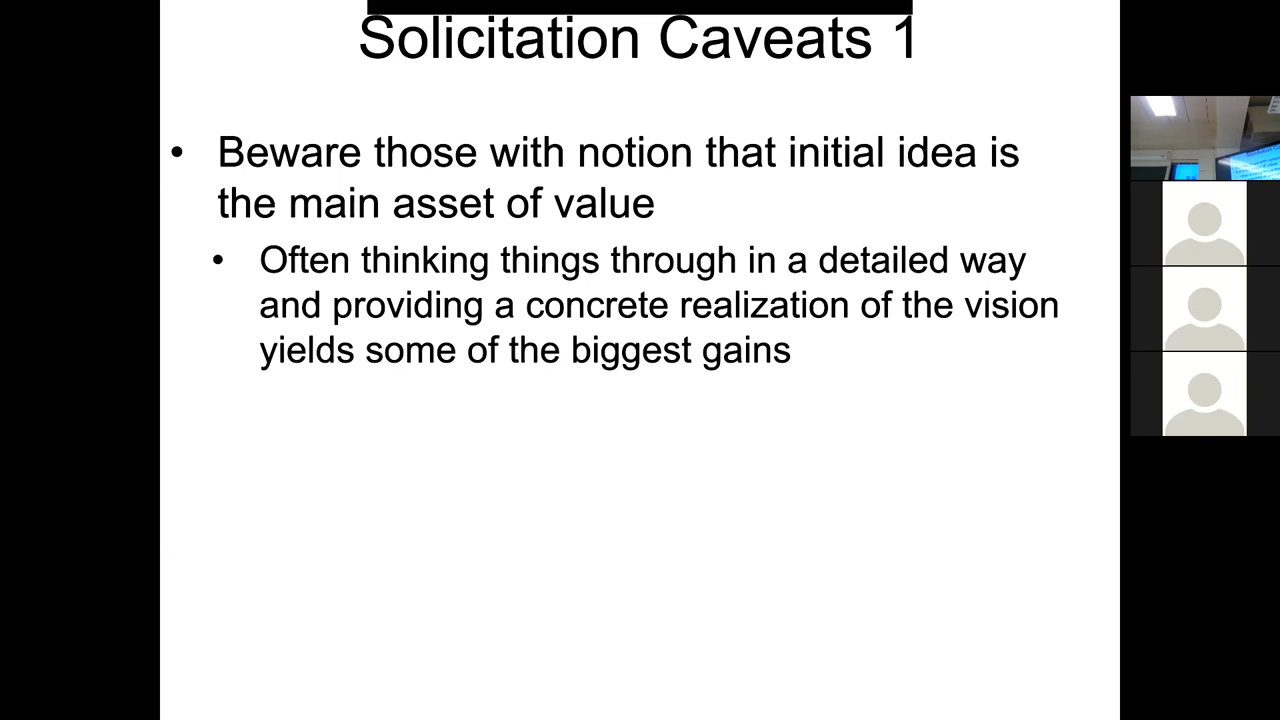 Solicitation Caveats 1
• Beware those with notion that initial idea is
the main asset of value
• Often thinking things through in a detailed way
and providing a concrete realization of the vision
yields some of the biggest gains